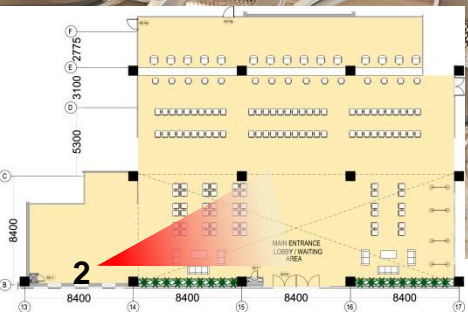 F
2775
E
3100
D
5300
C
8400
MAIN ENTRANCE
LOBBY / WAITING
AREA
2
B
8400
8400
8400
8400
13
14
15
16
17